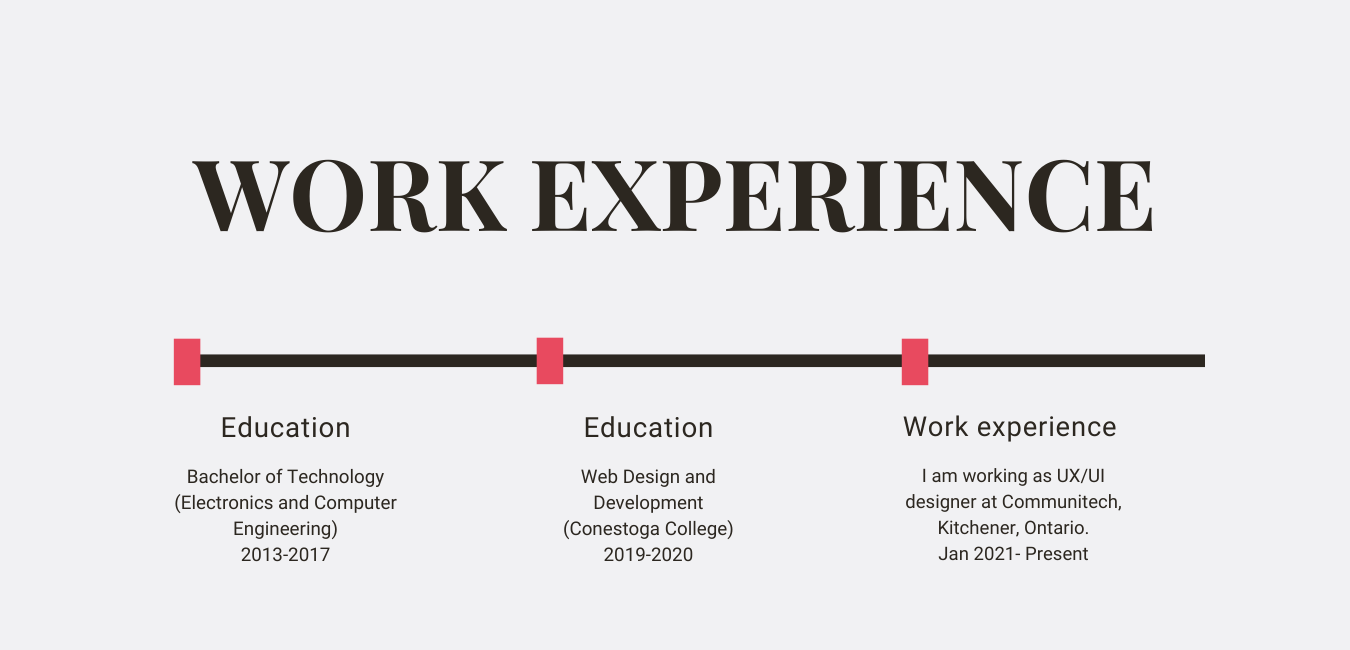 WORK EXPERIENCE
Education
Bachelor of Technology
(Electronics and Computer
Engineering)
2013-2017
Education
Web Design and
Development
(Conestoga College)
2019-2020
Work experience
I am working as UX/UI
designer at Communitech,
Kitchener, Ontario.
Jan 2021- Present